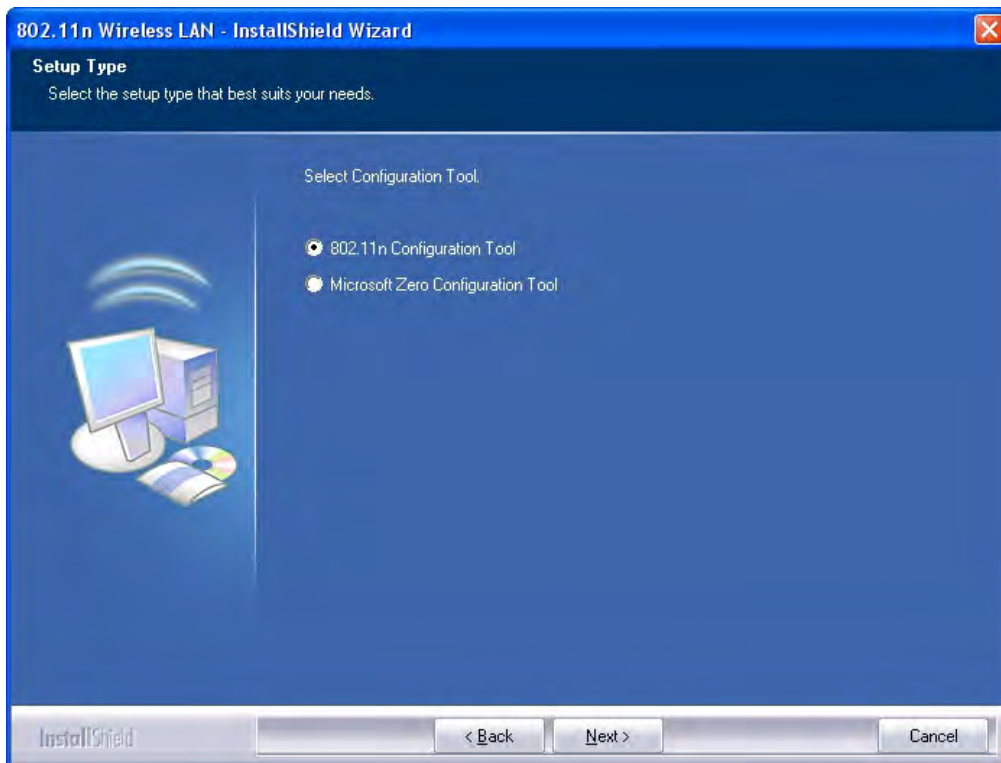 802.11n Wireless LAN - InstallShield Wizard
Setup Type
Select the setup type that best suits your needs.
Select Configuration Tool.
802.11n Configuration Tool
Microsoft Zero Configuration Tool
InstallShield
< Back
Next >
Cancel